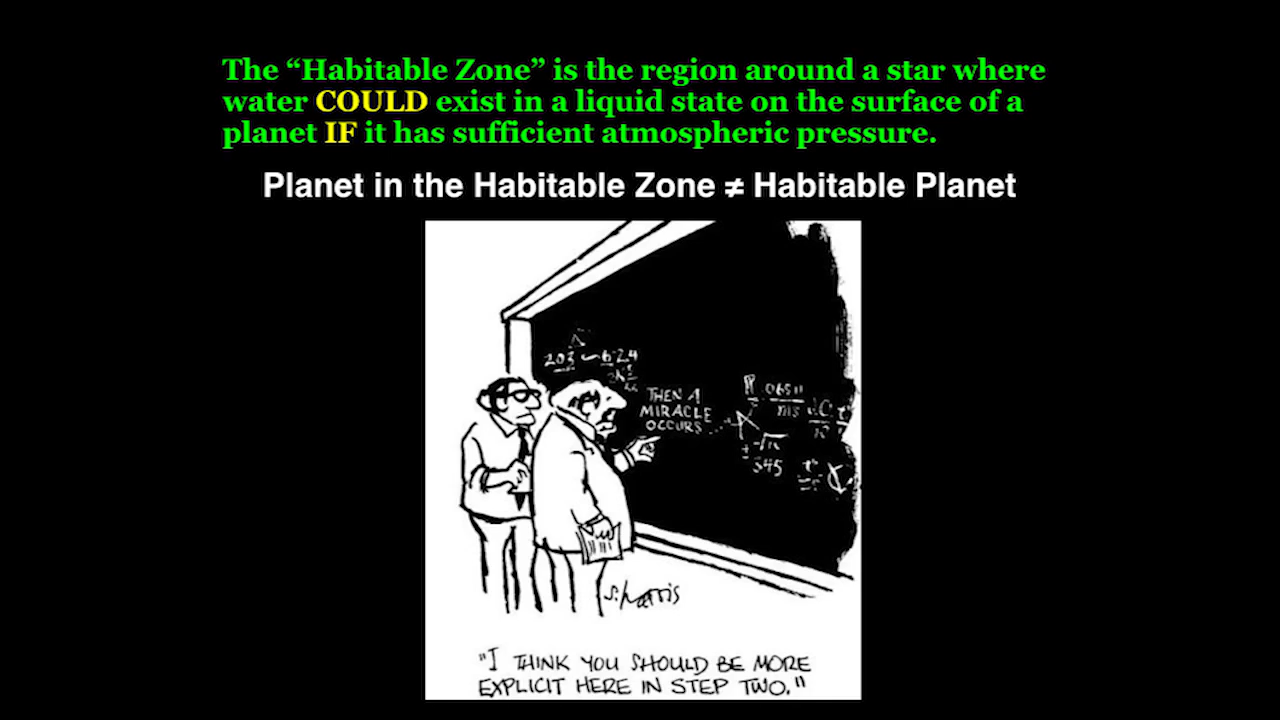 The “Habitable Zone” is the region around a star where
water COULD exist in a liquid state on the surface of a
planet IF it has sufficient atmospheric pressure.
Planet in the Habitable Zone ≠ Habitable Planet
THEN A
MIRACLE
OCCURS...
S. Harris
"I THINK YOU SHOULD BE MORE
EXPLICIT HERE IN STEP TWO."